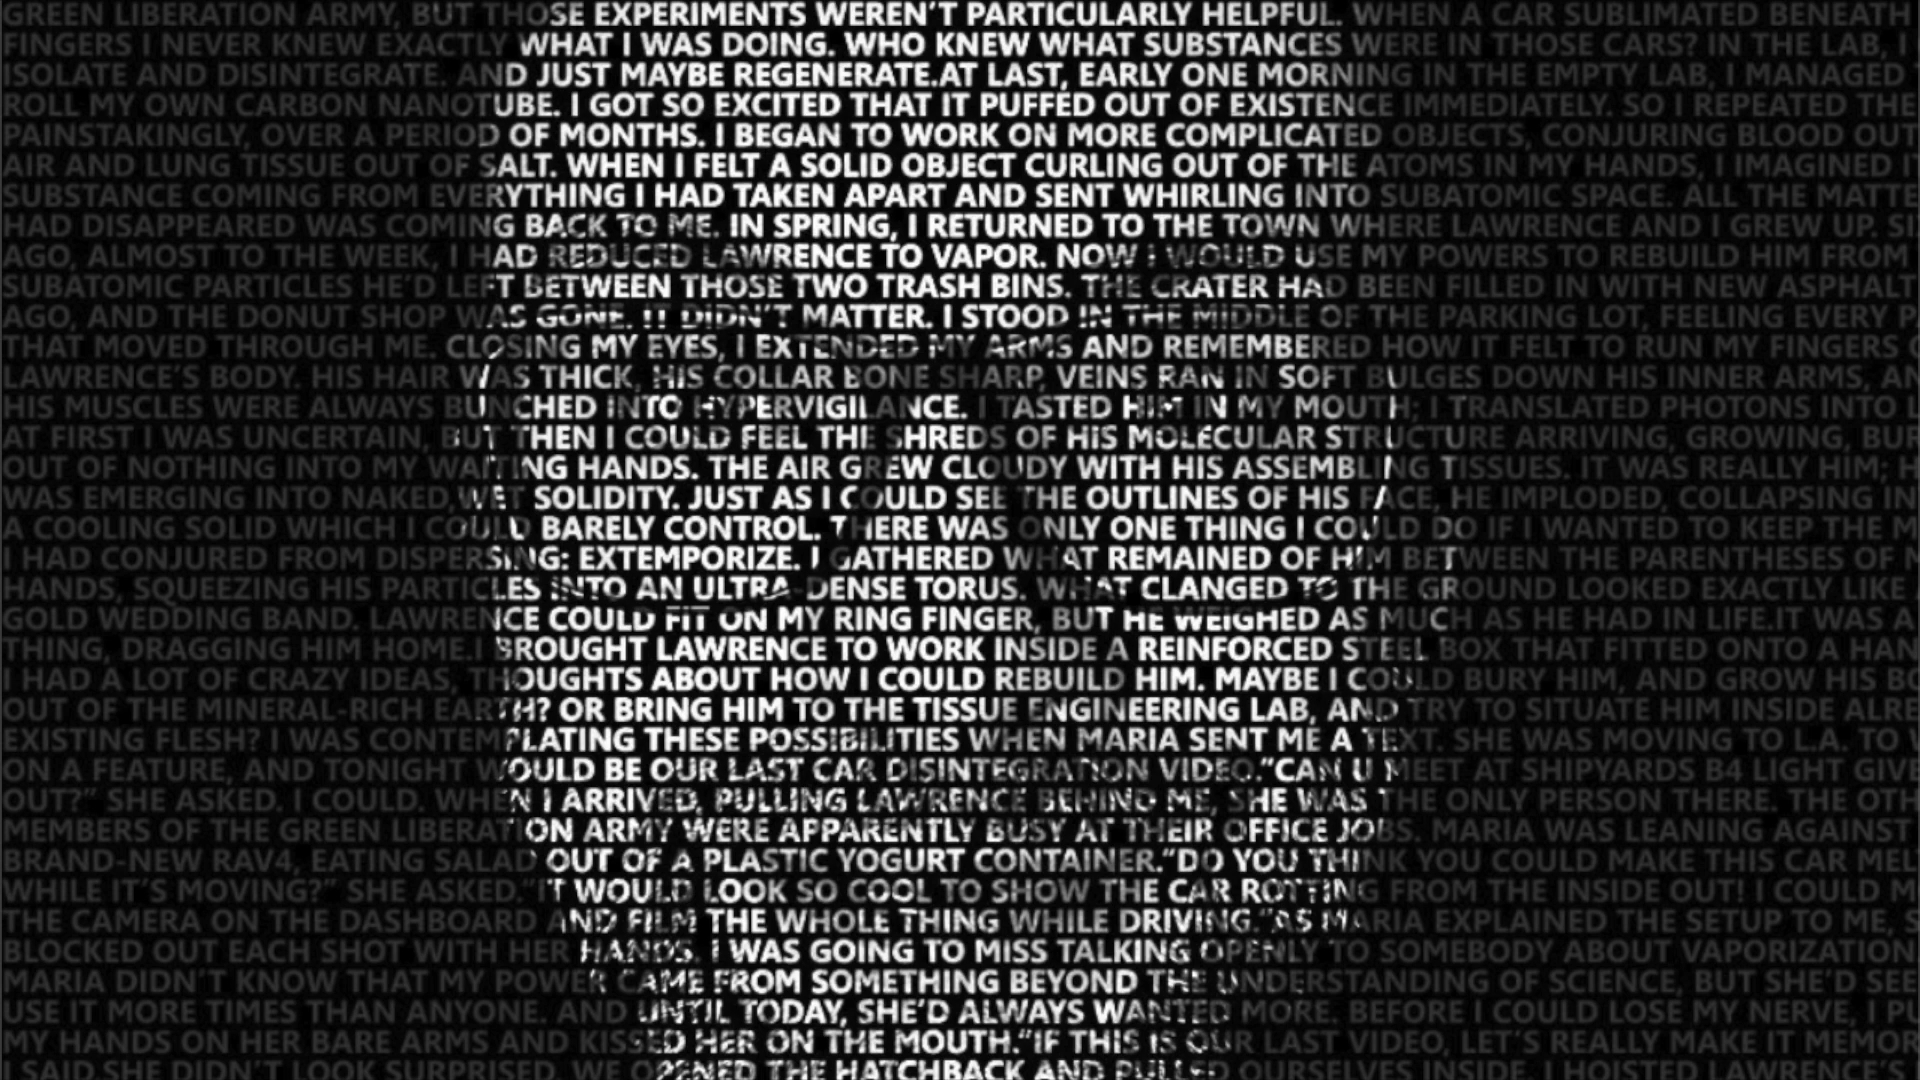 GREEN LIBERATION ARMY, BUT THOSE EXPERIMENTS WEREN'T PARTICULARLY HELPFUL. WHEN A CAR SUBLIMATED BENEATH
FINGERS I NEVER KNEW EXACTLY WHAT I WAS DOING. WHO KNEW WHAT SUBSTANCES WERE IN THOSE CARS? IN THE LAB, I
ISOLATE AND DISINTEGRATE. AND JUST MAYBE REGENERATE.AT LAST, EARLY ONE MORNING IN THE EMPTY LAB, I MANAGED
ROLL MY OWN CARBON NANOTUBE. I GOT SO EXCITED THAT IT PUFFED OUT OF EXISTENCE IMMEDIATELY. SO I REPEATED THE
PAINSTAKINGLY, OVER A PERIOD OF MONTHS. I BEGAN TO WORK ON MORE COMPLICATED OBJECTS, CONJURING BLOOD OUT
AIR AND LUNG TISSUE OUT OF SALT. WHEN I FELT A SOLID OBJECT CURLING OUT OF THE ATOMS IN MY HANDS, I IMAGINED IT
SUBSTANCE COMING FROM EVERYTHING I HAD TAKEN APART AND SENT WHIRLING INTO SUBATOMIC SPACE. ALL THE MATTE
HAD DISAPPEARED WAS COMING BACK TO ME. IN SPRING, I RETURNED TO THE TOWN WHERE LAWRENCE AND I GREW UP. SI
AGO, ALMOST TO THE WEEK, I HAD REDUCED LAWRENCE TO VAPOR. NOW I WOULD USE MY POWERS TO REBUILD HIM FROM
SUBATOMIC PARTICLES HE'D LEFT BETWEEN THOSE TWO TRASH BINS. THE CRATER HAD BEEN FILLED IN WITH NEW ASPHALT
AGO, AND THE DONUT SHOP WAS GONE. IT DIDN'T MATTER. I STOOD IN THE MIDDLE OF THE PARKING LOT, FEELING EVERY P
THAT MOVED THROUGH ME. CLOSING MY EYES, I EXTENDED MY ARMS AND REMEMBERED HOW IT FELT TO RUN MY FINGERS
LAWRENCE'S BODY. HIS HAIR WAS THICK, HIS COLLAR BONE SHARP, VEINS RAN IN SOFT BULGES DOWN HIS INNER ARMS, AN
HIS MUSCLES WERE ALWAYS BUNCHED INTO HYPERVIGILANCE. I TASTED HIM IN MY MOUTH; I TRANSLATED PHOTONS INTO
AT FIRST I WAS UNCERTAIN, BUT THEN I COULD FEEL THE SHREDS OF HIS MOLECULAR STRUCTURE ARRIVING, GROWING, BUR
OUT OF NOTHING INTO MY WAITING HANDS. THE AIR GREW CLOUDY WITH HIS ASSEMBLING TISSUES. IT WAS REALLY HIM; H
WAS EMERGING INTO NAKED, WET SOLIDITY. JUST AS I COULD SEE THE OUTLINES OF HIS FACE, HE IMPLODED, COLLAPSING IN
A COOLING SOLID WHICH I COULD BARELY CONTROL. THERE WAS ONLY ONE THING I COULD DO IF I WANTED TO KEEP THE M
I HAD CONJURED FROM DISPERSING: EXTEMPORIZE. I GATHERED WHAT REMAINED OF HIM BETWEEN THE PARENTHESES OF M
HANDS, SQUEEZING HIS PARTICLES INTO AN ULTRA-DENSE TORUS. WHAT CLANGED TO THE GROUND LOOKED EXACTLY LIKE
GOLD WEDDING BAND. LAWRENCE COULD FIT ON MY RING FINGER, BUT HE WEIGHED AS MUCH AS HE HAD IN LIFE.IT WAS A
THING, DRAGGING HIM HOME.I BROUGHT LAWRENCE TO WORK INSIDE A REINFORCED STEEL BOX THAT FITTED ONTO A HAN
I HAD A LOT OF CRAZY IDEAS, THOUGHTS ABOUT HOW I COULD REBUILD HIM. MAYBE I COULD BURY HIM, AND GROW HIS BO
OUT OF THE MINERAL-RICH EARTH? OR BRING HIM TO THE TISSUE ENGINEERING LAB, AND TRY TO SITUATE HIM INSIDE ALRE
EXISTING FLESH? I WAS CONTEMPLATING THESE POSSIBILITIES WHEN MARIA SENT ME A TEXT. SHE WAS MOVING TO L.A. TO W
ON A FEATURE, AND TONIGHT WOULD BE OUR LAST CAR DISINTEGRATION VIDEO."CAN U MEET AT SHIPYARDS B4 LIGHT GIVE
OUT?" SHE ASKED. I COULD. WHEN I ARRIVED, PULLING LAWRENCE BEHIND ME, SHE WAS THE ONLY PERSON THERE. THE OTH
MEMBERS OF THE GREEN LIBERATION ARMY WERE APPARENTLY BUSY AT THEIR OFFICE JOBS. MARIA WAS LEANING AGAINST
BRAND-NEW RAV4, EATING SALAD OUT OF A PLASTIC YOGURT CONTAINER."DO YOU THINK YOU COULD MAKE THIS CAR MEL
WHILE IT'S MOVING?" SHE ASKED."IT WOULD LOOK SO COOL TO SHOW THE CAR ROTTING FROM THE INSIDE OUT! I COULD M
THE CAMERA ON THE DASHBOARD AND FILM THE WHOLE THING WHILE DRIVING."AS MARIA EXPLAINED THE SETUP TO ME,
BLOCKED OUT EACH SHOT WITH HER HANDS, I WAS GOING TO MISS TALKING OPENLY TO SOMEBODY ABOUT VAPORIZATION
MARIA DIDN'T KNOW THAT MY POWER CAME FROM SOMETHING BEYOND THE UNDERSTANDING OF SCIENCE, BUT SHE'D SEE
USE IT MORE TIMES THAN ANYONE. AND UNTIL TODAY, SHE'D ALWAYS WANTED MORE. BEFORE I COULD LOSE MY NERVE, I PU
MY HANDS ON HER BARE ARMS AND KISSED HER ON THE MOUTH."IF THIS IS OUR LAST VIDEO, LET'S REALLY MAKE IT MEMOR
I SAID SHE DIDN'T LOOK SURPRISED. WE OPENED THE HATCHBACK AND PULLED OURSELVES INSIDE. I HOISTED LAWRENCE'S